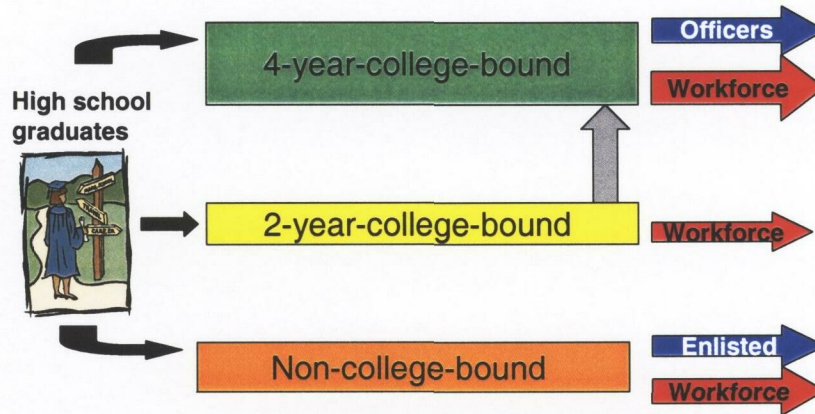 High school
graduates
4-year-college-bound
Officers
Workforce
2-year-college-bound
Workforce
Non-college-bound
Enlisted
Workforce